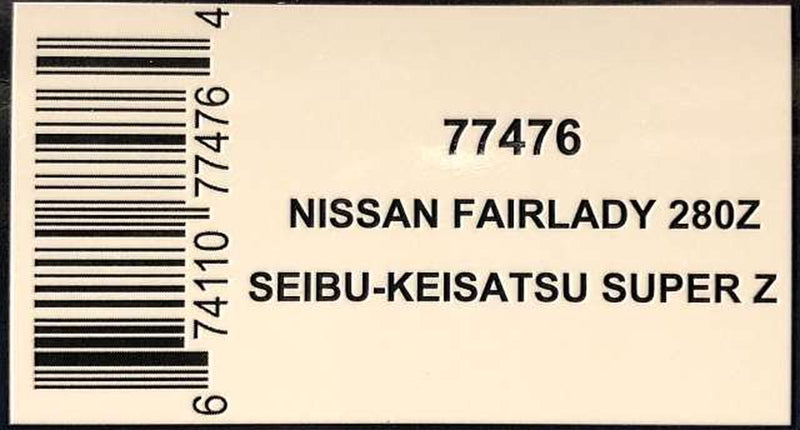 77476
NISSAN FAIRLADY 280Z
SEIBU-KEISATSU SUPER Z
6 74110 77476 4